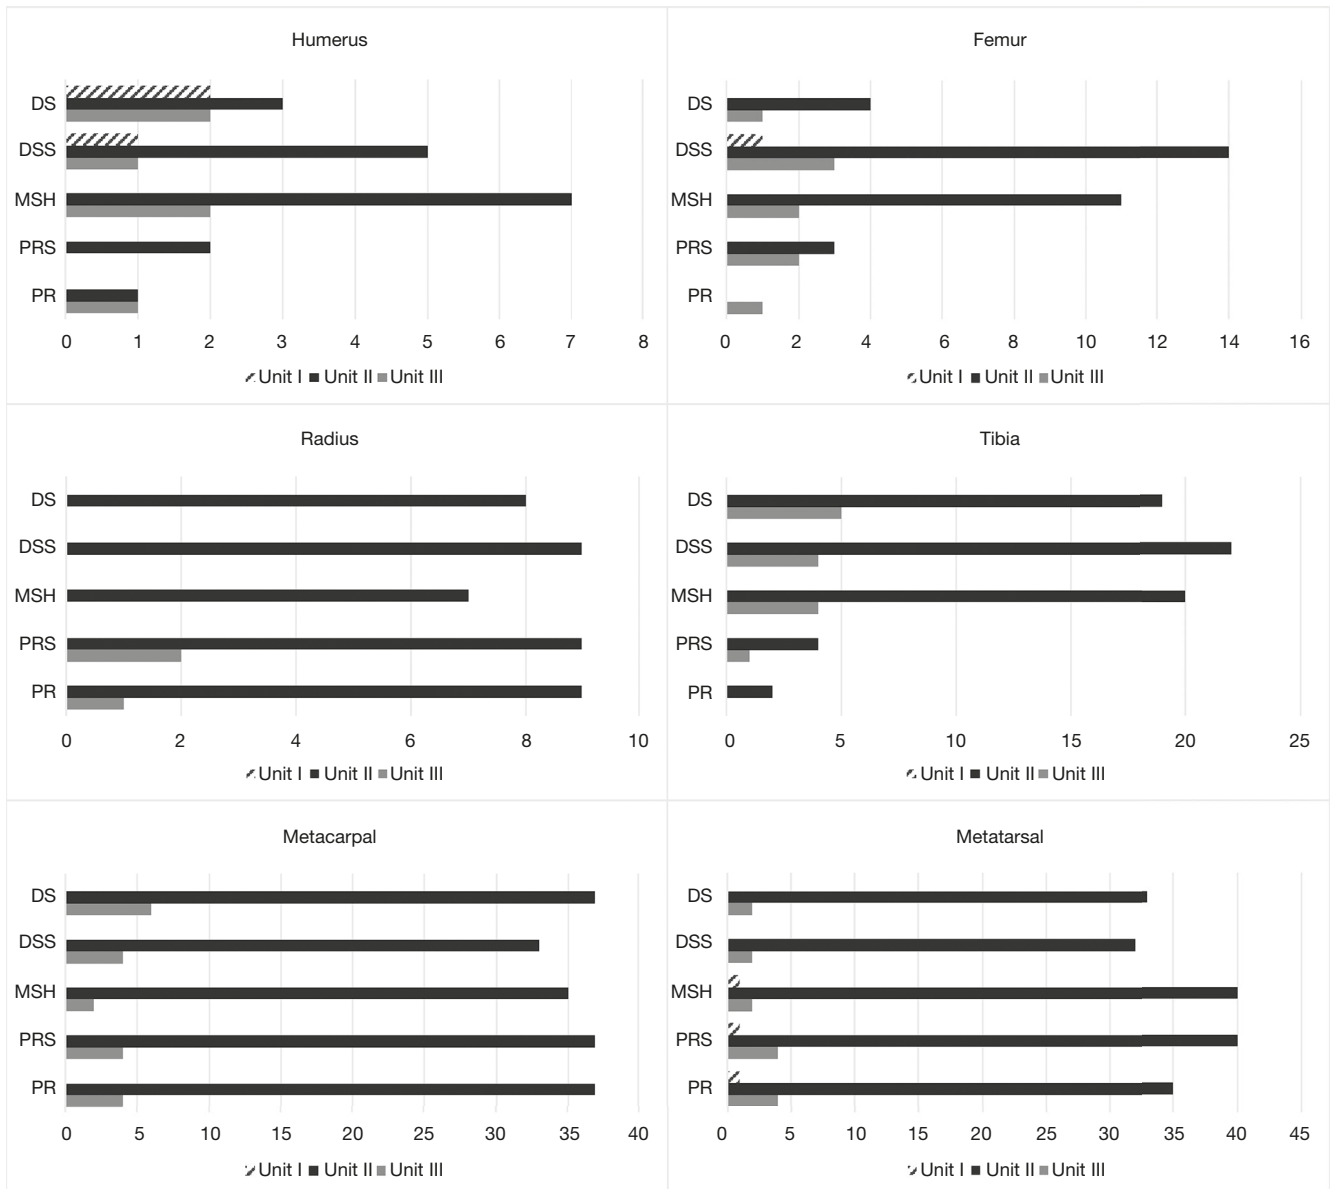 Humerus
DS
DSS
MSH
PRS
PR
0 1 2 3 4 5 6 7 8
Unit I Unit II Unit III
Femur
DS
DSS
MSH
PRS
PR
0 2 4 6 8 10 12 14 16
Unit I Unit II Unit III
Radius
DS
DSS
MSH
PRS
PR
0 2 4 6 8 10
Unit I Unit II Unit III
Tibia
DS
DSS
MSH
PRS
PR
0 5 10 15 20 25
Unit I Unit II Unit III
Metacarpal
DS
DSS
MSH
PRS
PR
0 5 10 15 20 25 30 35 40
Unit I Unit II Unit III
Metatarsal
DS
DSS
MSH
PRS
PR
0 5 10 15 20 25 30 35 40 45
Unit I Unit II Unit III